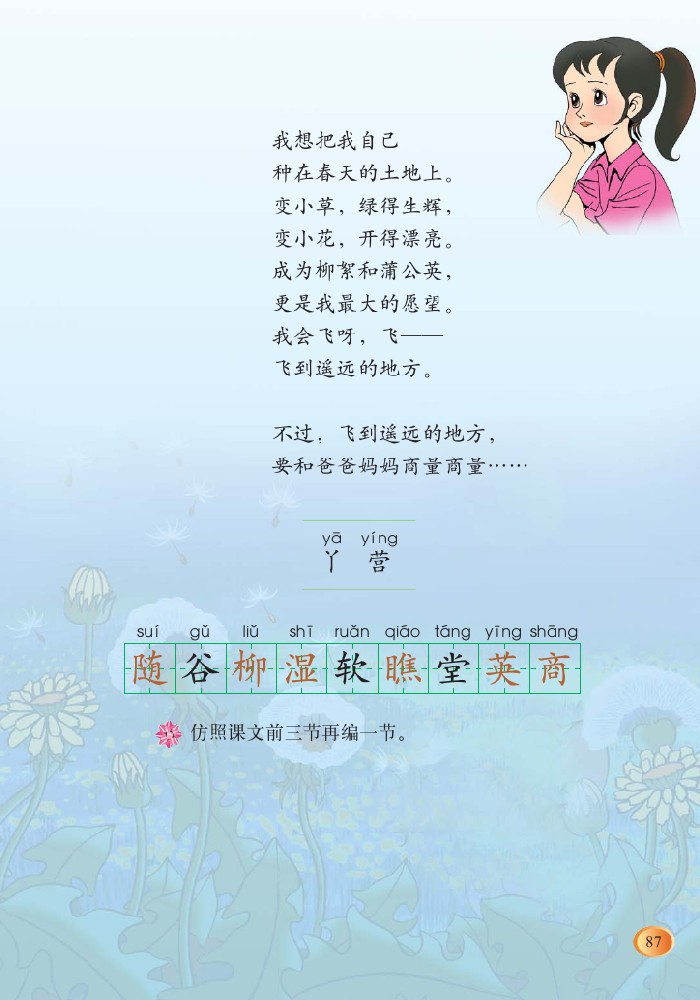 我想把我自己
种在春天的土地上。
变小草，绿得生辉，
变小花，开得漂亮。
成为柳絮和蒲公英，
更是我最大的愿望。
我会飞呀，飞——
飞到遥远的地方。
不过，飞到遥远的地方，
要和爸爸妈妈商量商量……
yā yíng
丫 营
suí gǔ liǔ shī ruǎn qiáo táng yīng shāng
随谷柳湿软瞧堂英商
仿照课文前三节再编一节。
87